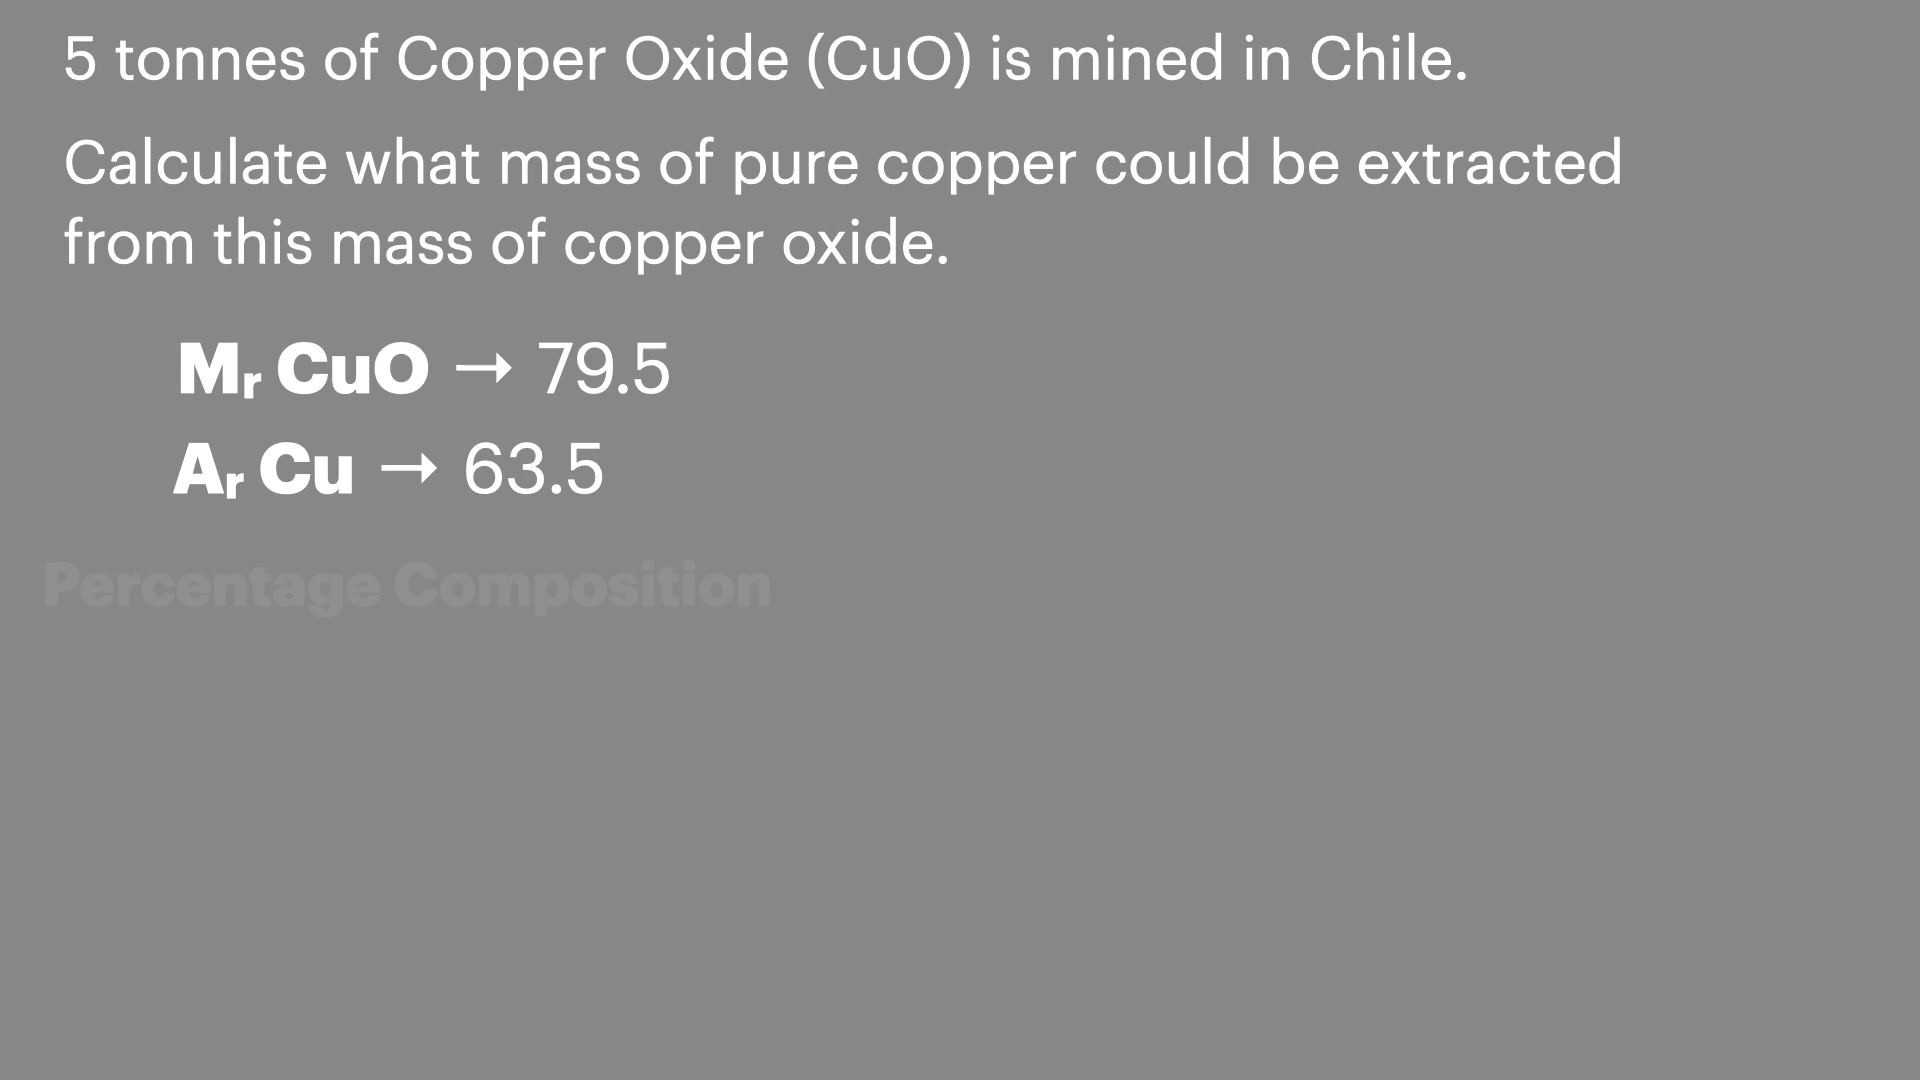 5 tonnes of Copper Oxide (CuO) is mined in Chile.
Calculate what mass of pure copper could be extracted
from this mass of copper oxide.
Mᵣ CuO → 79.5
Aᵣ Cu → 63.5
Percentage Composition